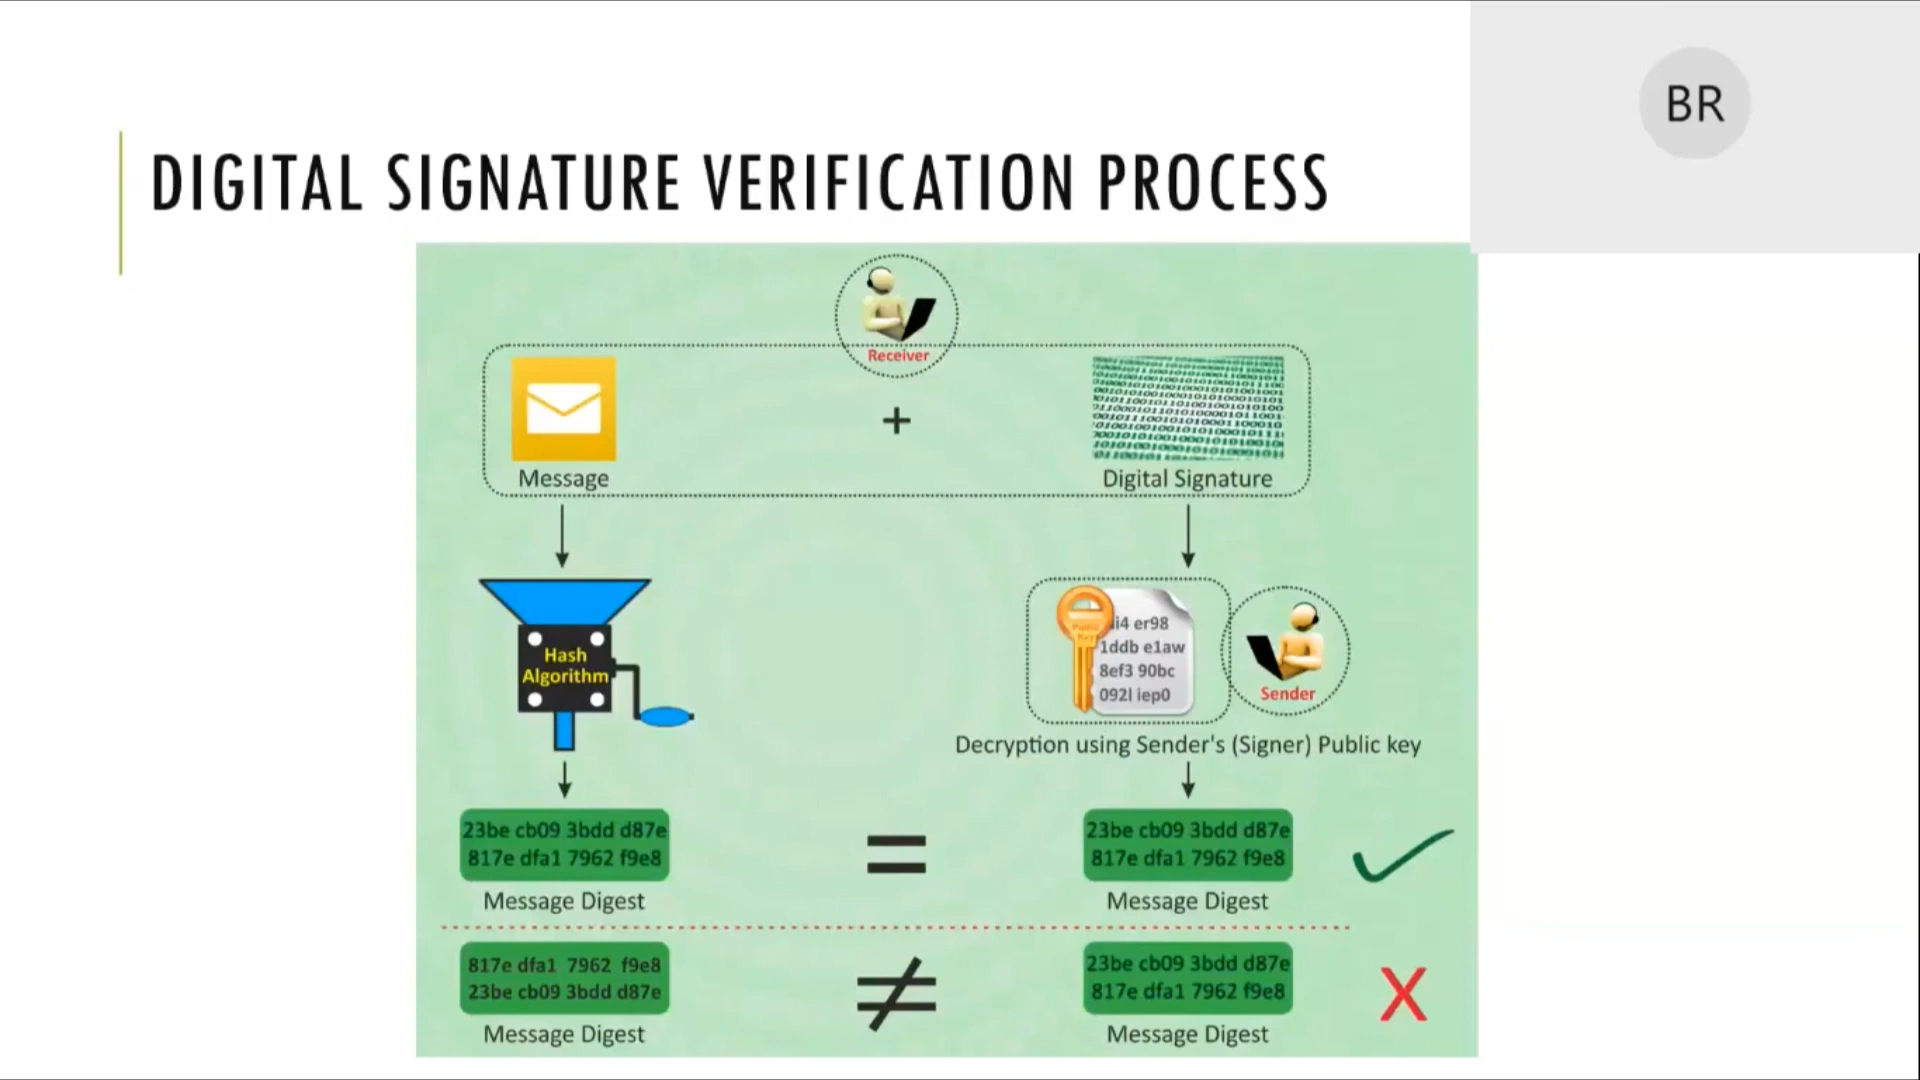 BR
DIGITAL SIGNATURE VERIFICATION PROCESS
Receiver
+
Message
Digital Signature
Hash
Algorithm
Public
Key
i4 er98
1ddb e1aw
8ef3 90bc
092l iep0
Sender
Decryption using Sender's (Signer) Public key
23be cb09 3bdd d87e
817e dfa1 7962 f9e8
Message Digest
=
23be cb09 3bdd d87e
817e dfa1 7962 f9e8
Message Digest
817e dfa1 7962 f9e8
23be cb09 3bdd d87e
Message Digest
≠
23be cb09 3bdd d87e
817e dfa1 7962 f9e8
Message Digest
X